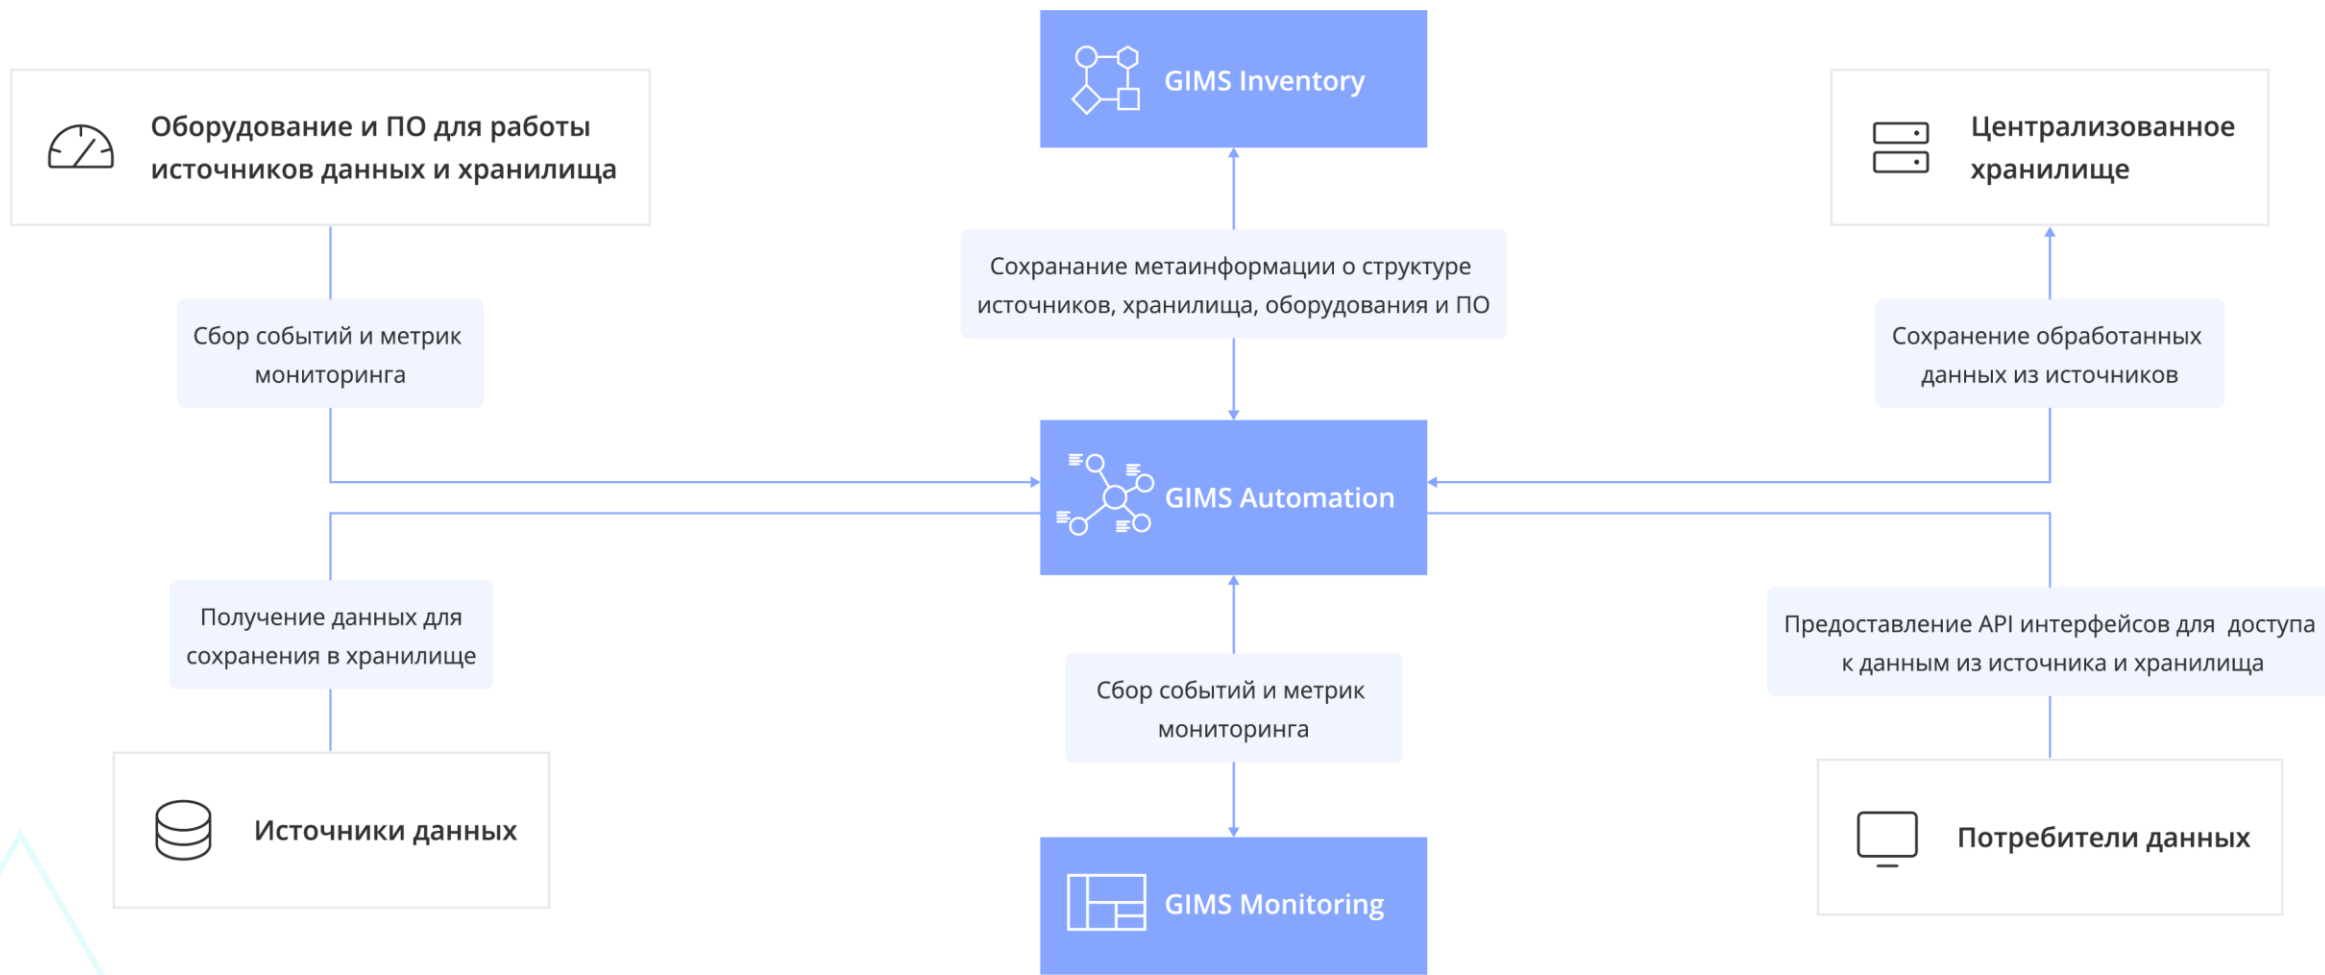 GIMS Inventory
Оборудование и ПО для работы
источников данных и хранилища
Централизованное
хранилище
Сохранание метаинформации о структуре
источников, хранилища, оборудования и ПО
Сбор событий и метрик
мониторинга
Сохранение обработанных
данных из источников
GIMS Automation
Получение данных для
сохранения в хранилище
Предоставление API интерфейсов для  доступа
к данным из источника и хранилища
Сбор событий и метрик
мониторинга
Источники данных
Потребители данных
GIMS Monitoring